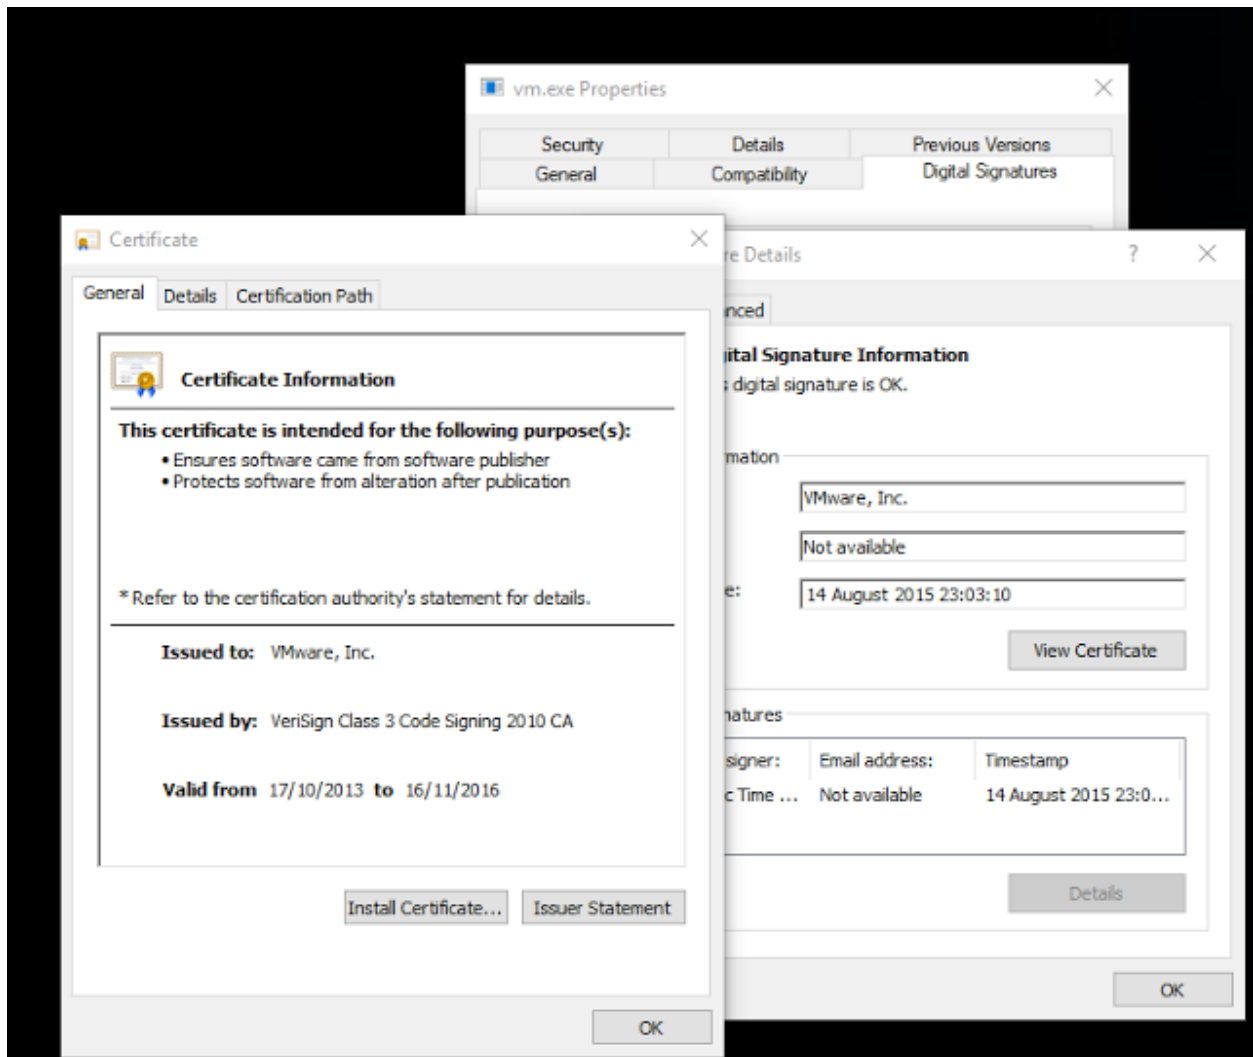 vm.exe Properties
Security Details Previous Versions
General Compatibility Digital Signatures
Certificate
General Details Certification Path
Certificate Information
This certificate is intended for the following purpose(s):
• Ensures software came from software publisher
• Protects software from alteration after publication
* Refer to the certification authority's statement for details.
Issued to: VMware, Inc.
Issued by: VeriSign Class 3 Code Signing 2010 CA
Valid from 17/10/2013 to 16/11/2016
Install Certificate... Issuer Statement
OK
re Details ?
nced
ital Signature Information
s digital signature is OK.
mation
VMware, Inc.
Not available
e: 14 August 2015 23:03:10
View Certificate
natures
signer: Email address: Timestamp
c Time ... Not available 14 August 2015 23:0...
Details
OK